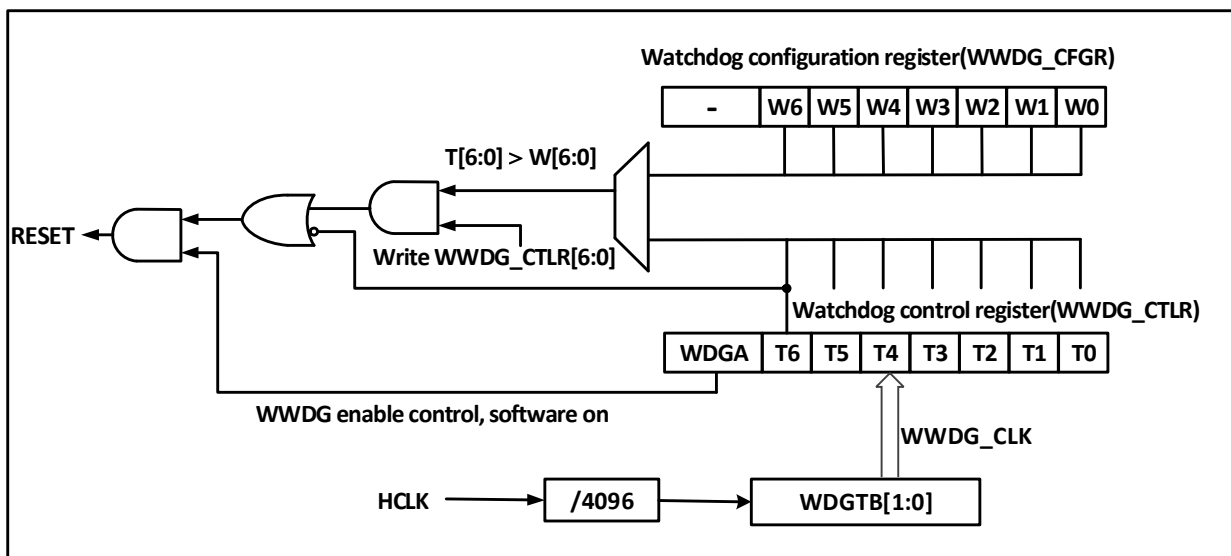 Watchdog configuration register(WWDG_CFGR)
- W6 W5 W4 W3 W2 W1 W0
T[6:0] > W[6:0]
RESET
Write WWDG_CTLR[6:0]
Watchdog control register(WWDG_CTLR)
WDGA T6 T5 T4 T3 T2 T1 T0
WWDG enable control, software on
WWDG_CLK
HCLK /4096 WDGTB[1:0]